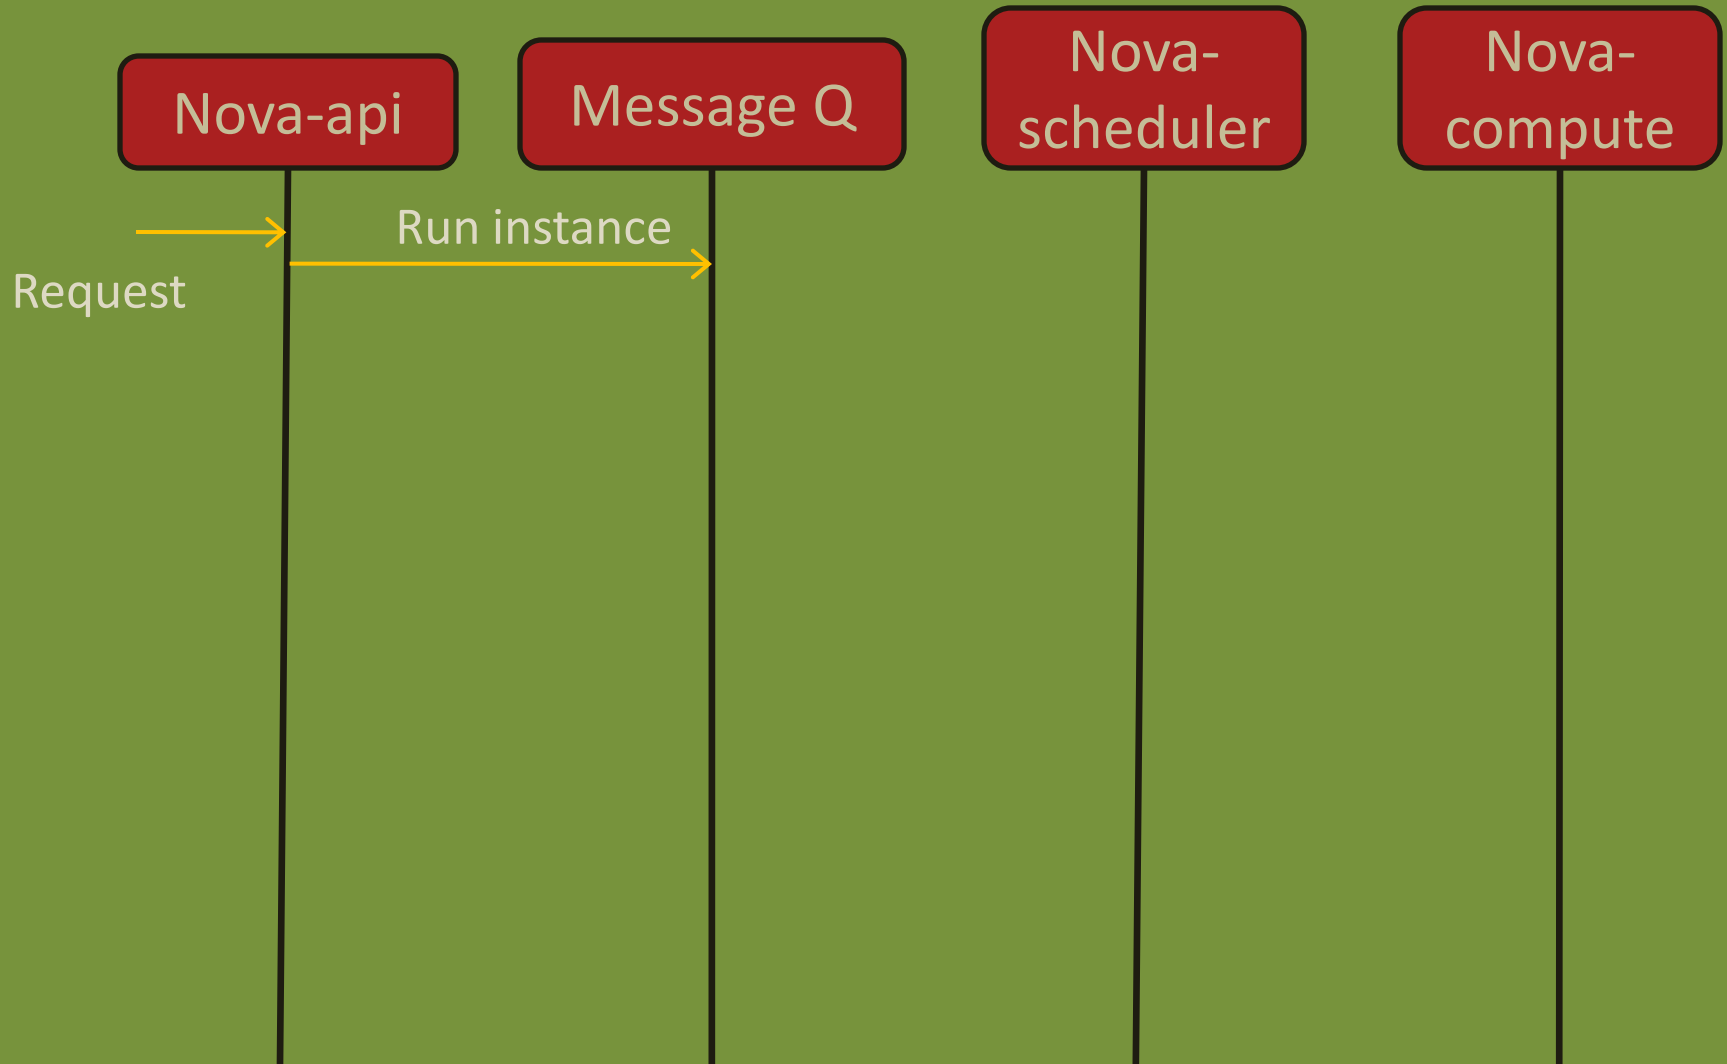 Nova-api
Message Q
Nova-
scheduler
Nova-
compute
Run instance
Request